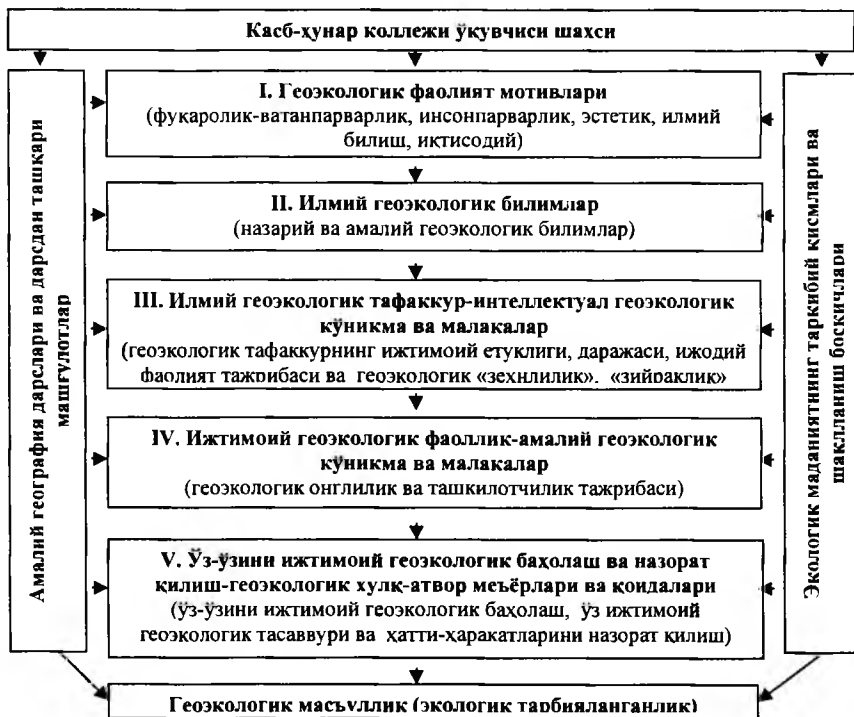 Касб-ҳунар коллежи ўқувчиси шахси
Амалий география дарслари ва дарсдан ташқари
машғулотлар
I. Геоэкологик фаолият мотивлари
(фуқаролик-ватанпарварлик, инсонпарварлик, эстетик, илмий
билиш, иқтисодий)
II. Илмий геоэкологик билимлар
(назарий ва амалий геоэкологик билимлар)
III. Илмий геоэкологик тафаккур-интеллектуал геоэкологик
кўникма ва малакалар
(геоэкологик тафаккурнинг ижтимоий етуклиги, даражаси, ижодий
фаолият тажрибаси ва геоэкологик «зеҳнлилик», «зийраклик»
IV. Ижтимоий геоэкологик фаоллик-амалий геоэкологик
кўникма ва малакалар
(геоэкологик онглилик ва ташкилотчилик тажрибаси)
V. Ўз-ўзини ижтимоий геоэкологик баҳолаш ва назорат
қилиш-геоэкологик хулқ-атвор меъёрлари ва қоидалари
(ўз-ўзини ижтимоий геоэкологик баҳолаш, ўз ижтимоий
геоэкологик тасаввури ва ҳатти-ҳаракатларини назорат қилиш)
Экологик маданиятнинг таркибий қисмлари ва
шаклланиш босқичлари
Геоэкологик масъуллик (экологик тарбияланганлик)